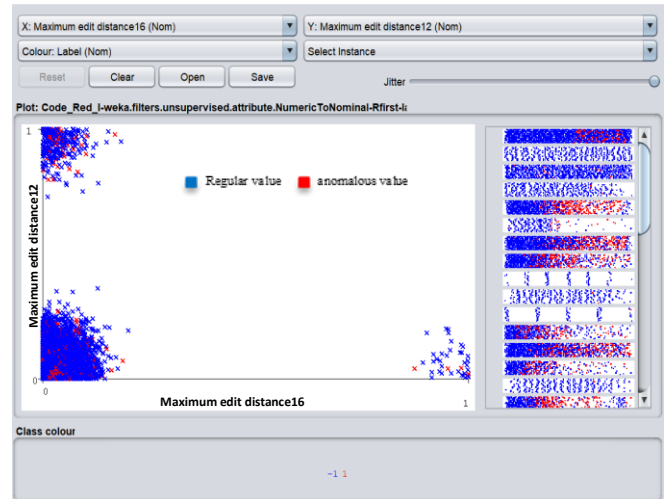 X: Maximum edit distance16 (Nom)
Y: Maximum edit distance12 (Nom)
Colour: Label (Nom)
Select Instance
Reset
Clear
Open
Save
Jitter
Plot: Code_Red_I-weka.filters.unsupervised.attribute.NumericToNominal-Rfirst-la
1
Regular value
anomalous value
Maximum edit distance12
0
0
Maximum edit distance16
1
Class colour
-1 1